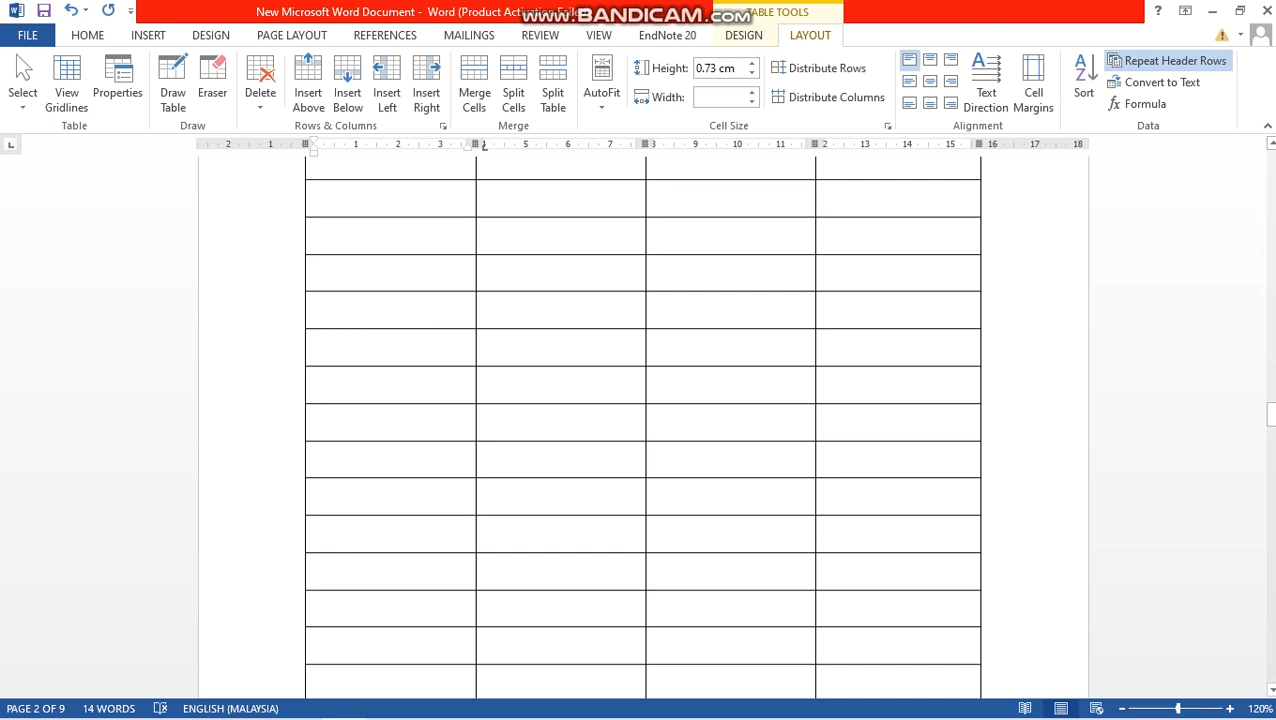 New Microsoft Word Document - Word (Product Activation Faile
www.BANDICAM.com
TABLE TOOLS
?
FILE
HOME
INSERT
DESIGN
PAGE LAYOUT
REFERENCES
MAILINGS
REVIEW
VIEW
EndNote 20
DESIGN
LAYOUT
Select
View Gridlines
Properties
Table
Draw Table
Eraser
Draw
Delete
Insert Above
Insert Below
Insert Left
Insert Right
Rows & Columns
Merge Cells
Split Cells
Split Table
Merge
AutoFit
Height: 0.73 cm
Width:
Distribute Rows
Distribute Columns
Cell Size
Text Direction
Cell Margins
Alignment
A Z Sort
Repeat Header Rows
Convert to Text
fx Formula
Data
2 1 1 2 3 5 6 7 8 9 10 11 2 13 14 15 16 17 18
PAGE 2 OF 9
14 WORDS
ENGLISH (MALAYSIA)
120%